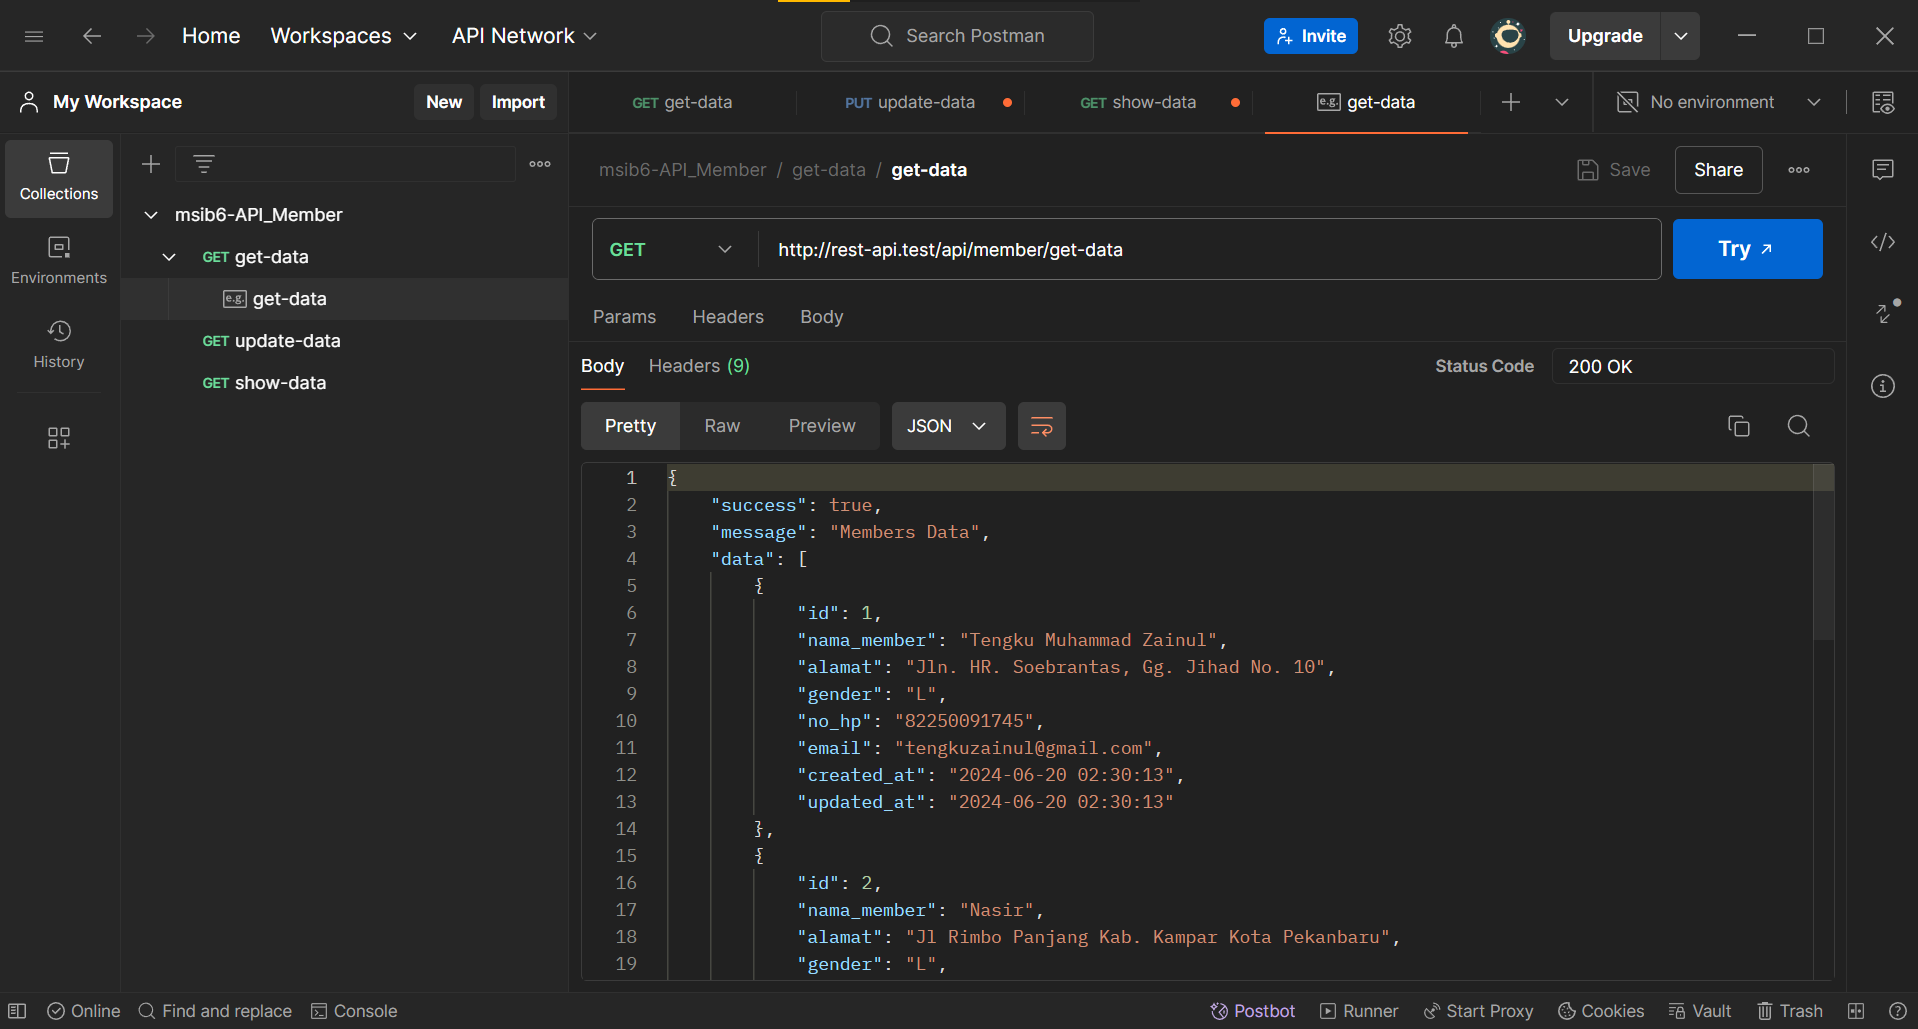 Home Workspaces API Network Search Postman Invite Upgrade
My Workspace New Import GET get-data PUT update-data GET show-data e.g. get-data No environment
Collections
Environments
History
msib6-API_Member
GET get-data
e.g. get-data
GET update-data
GET show-data
msib6-API_Member / get-data / get-data Save Share
GET http://rest-api.test/api/member/get-data Try
Params Headers Body
Body Headers (9) Status Code 200 OK
Pretty Raw Preview JSON
1 {
2 "success": true,
3 "message": "Members Data",
4 "data": [
5 {
6 "id": 1,
7 "nama_member": "Tengku Muhammad Zainul",
8 "alamat": "Jln. HR. Soebrantas, Gg. Jihad No. 10",
9 "gender": "L",
10 "no_hp": "82250091745",
11 "email": "tengkuzainul@gmail.com",
12 "created_at": "2024-06-20 02:30:13",
13 "updated_at": "2024-06-20 02:30:13"
14 },
15 {
16 "id": 2,
17 "nama_member": "Nasir",
18 "alamat": "Jl Rimbo Panjang Kab. Kampar Kota Pekanbaru",
19 "gender": "L",
Online Find and replace Console Postbot Runner Start Proxy Cookies Vault Trash